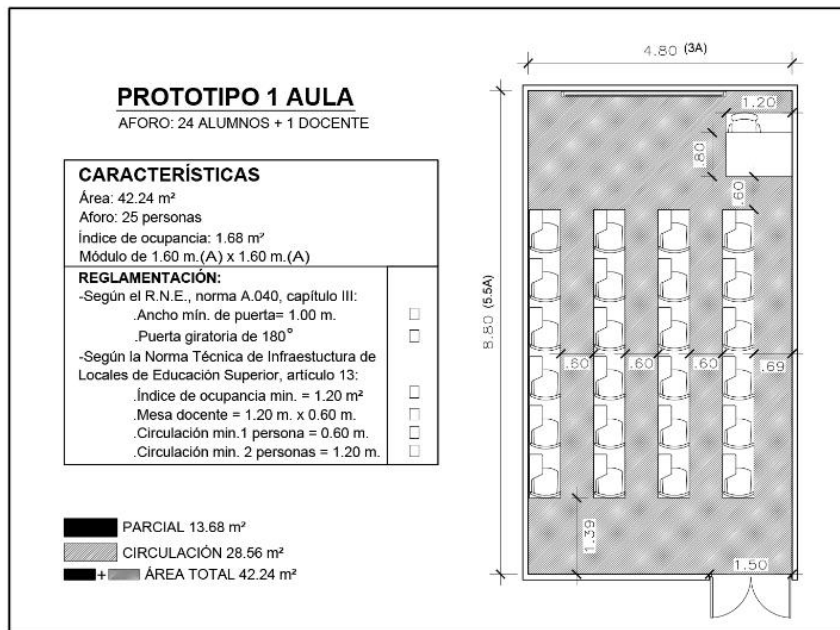 PROTOTIPO 1 AULA
AFORO: 24 ALUMNOS + 1 DOCENTE
CARACTERÍSTICAS
Área: 42.24 m²
Aforo: 25 personas
Índice de ocupancia: 1.68 m²
Módulo de 1.60 m.(A) x 1.60 m.(A)
REGLAMENTACIÓN:
-Según el R.N.E., norma A.040, capítulo III:
.Ancho mín. de puerta= 1.00 m.
.Puerta giratoria de 180°
-Según la Norma Técnica de Infraestuctura de
Locales de Educación Superior, artículo 13:
.Índice de ocupancia min. = 1.20 m²
.Mesa docente = 1.20 m. x 0.60 m.
.Circulación min.1 persona = 0.60 m.
.Circulación min. 2 personas = 1.20 m.
PARCIAL 13.68 m²
CIRCULACIÓN 28.56 m²
+ ÁREA TOTAL 42.24 m²
4.80 (3A)
1.20
.80
.60
8.80 (5.5A)
.60 .60 .60 .69
1.39
1.50